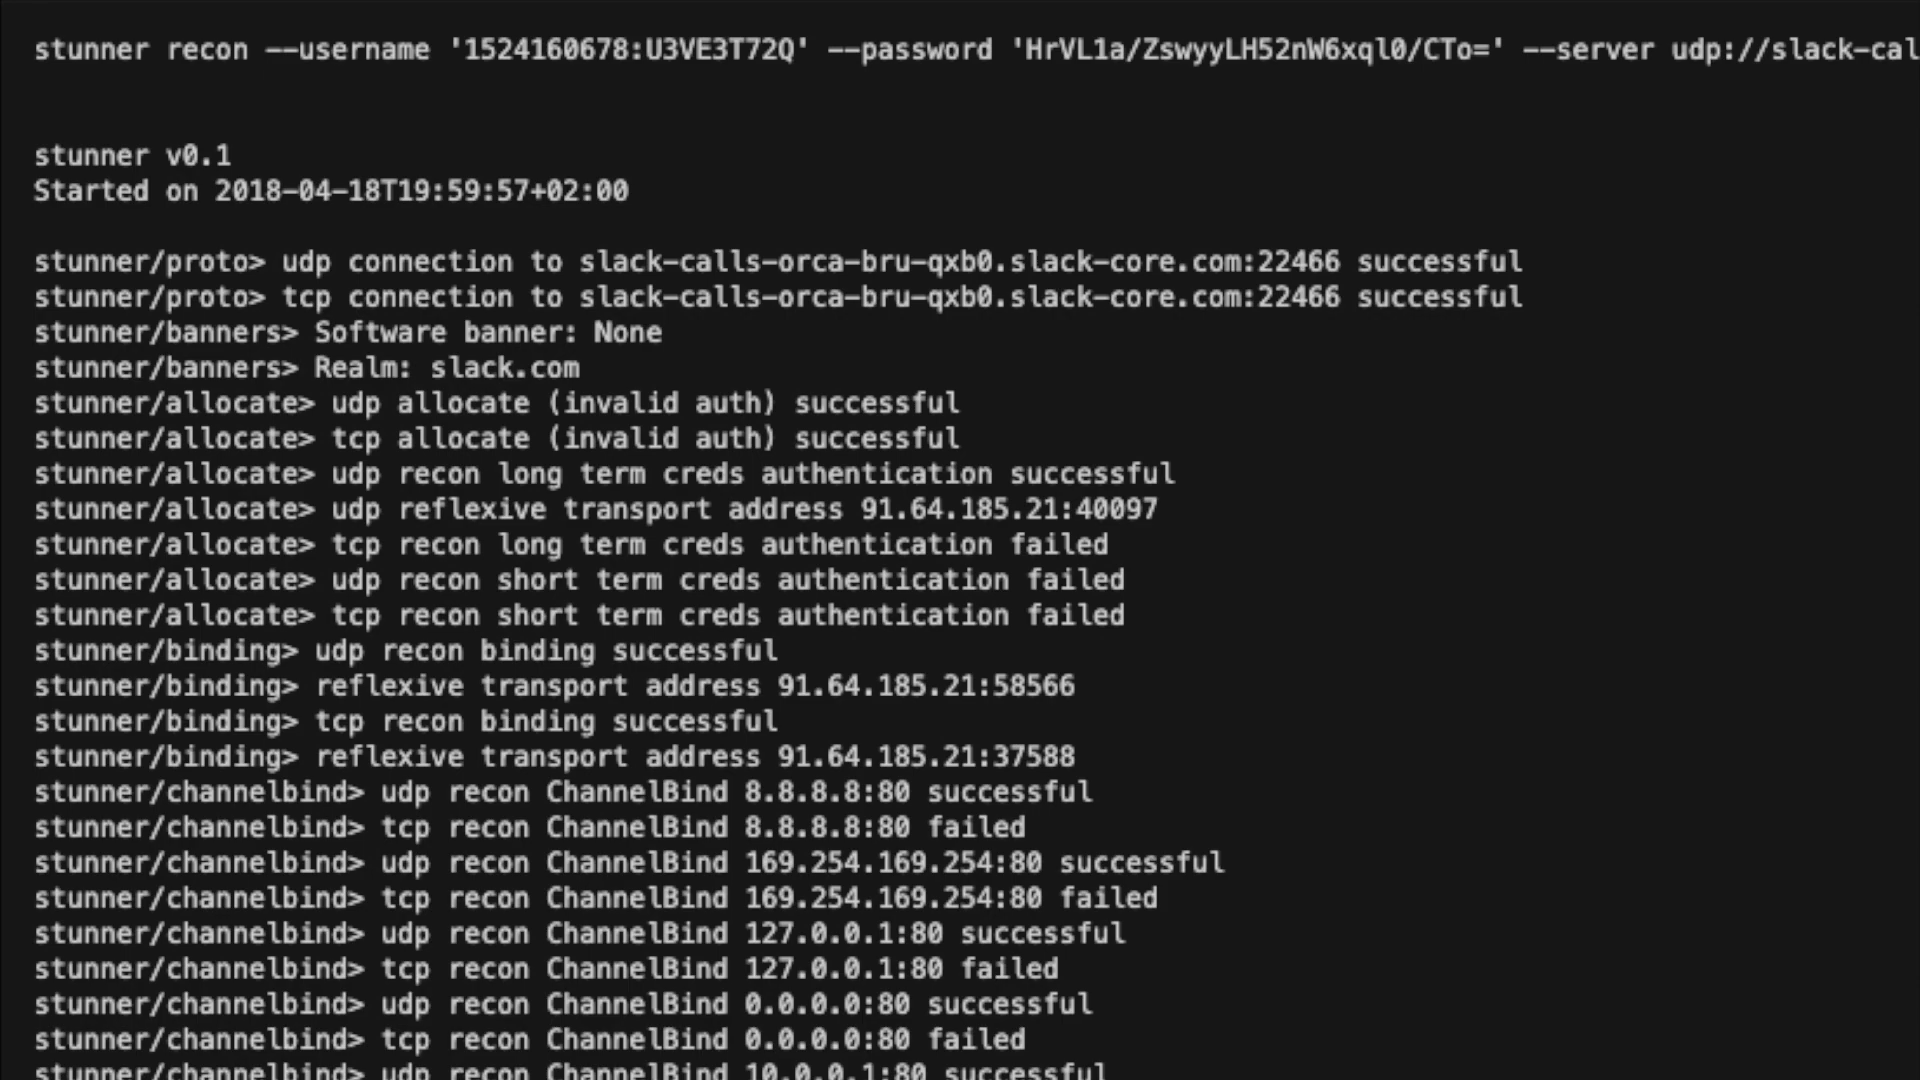 stunner recon --username '1524160678:U3VE3T72Q' --password 'HrVL1a/ZswyyLH52nW6xql0/CTo=' --server udp://slack-cal
stunner v0.1
Started on 2018-04-18T19:59:57+02:00
stunner/proto> udp connection to slack-calls-orca-bru-qxb0.slack-core.com:22466 successful
stunner/proto> tcp connection to slack-calls-orca-bru-qxb0.slack-core.com:22466 successful
stunner/banners> Software banner: None
stunner/banners> Realm: slack.com
stunner/allocate> udp allocate (invalid auth) successful
stunner/allocate> tcp allocate (invalid auth) successful
stunner/allocate> udp recon long term creds authentication successful
stunner/allocate> udp reflexive transport address 91.64.185.21:40097
stunner/allocate> tcp recon long term creds authentication failed
stunner/allocate> udp recon short term creds authentication failed
stunner/allocate> tcp recon short term creds authentication failed
stunner/binding> udp recon binding successful
stunner/binding> reflexive transport address 91.64.185.21:58566
stunner/binding> tcp recon binding successful
stunner/binding> reflexive transport address 91.64.185.21:37588
stunner/channelbind> udp recon ChannelBind 8.8.8.8:80 successful
stunner/channelbind> tcp recon ChannelBind 8.8.8.8:80 failed
stunner/channelbind> udp recon ChannelBind 169.254.169.254:80 successful
stunner/channelbind> tcp recon ChannelBind 169.254.169.254:80 failed
stunner/channelbind> udp recon ChannelBind 127.0.0.1:80 successful
stunner/channelbind> tcp recon ChannelBind 127.0.0.1:80 failed
stunner/channelbind> udp recon ChannelBind 0.0.0.0:80 successful
stunner/channelbind> tcp recon ChannelBind 0.0.0.0:80 failed
stunner/channelbind> udp recon ChannelBind 10.0.0.1:80 successful